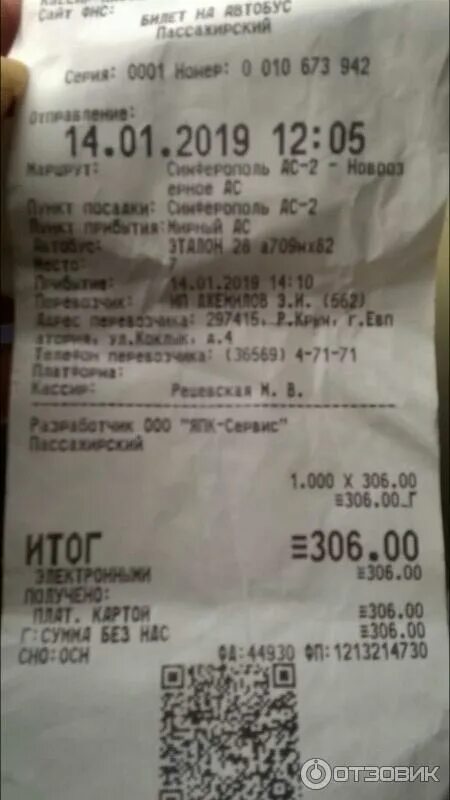 Сайт ФНС:
БИЛЕТ НА АВТОБУС
Пассажирский
Серия: 0001 Номер: 0 010 673 942
Отправление:
14.01.2019 12:05
Маршрут: Симферополь АС-2 - Новооз
ерное АС
Пункт посадки: Симферополь АС-2
Пункт прибытия: Мирный АС
Автобус: ЭТАЛОН 26 а709мх82
Место: 7
Прибытие: 14.01.2019 14:10
Перевозчик: ИП АХЕМИЛОВ Э.И. (562)
Адрес перевозчика: 297415, Р.Крым, г.Евп
атория, ул.Коклык, д.4
Телефон перевозчика: (36569) 4-71-71
Платформа:
Кассир: Решевская М. В.
Разработчик ООО "ЯПК-Сервис"
Пассажирский
1.000 X 306.00
≡306.00_Г
ИТОГ ≡306.00
ЭЛЕКТРОННЫМИ ≡306.00
ПОЛУЧЕНО:
ПЛАТ. КАРТОЙ ≡306.00
Г:СУММА БЕЗ НДС ≡306.00
СНО:ОСН ФД:44930 ФП:1213214730
ОТЗОВИК